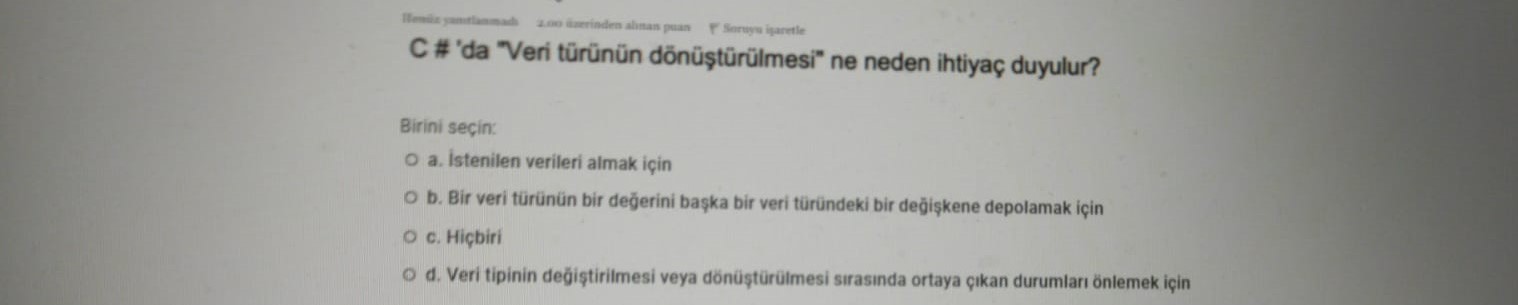 Henüz yanıtlanmadı 2.00 üzerinden alınan puan Soruyu işaretle
C # 'da "Veri türünün dönüştürülmesi" ne neden ihtiyaç duyulur?
Birini seçin:
a. İstenilen verileri almak için
b. Bir veri türünün bir değerini başka bir veri türündeki bir değişkene depolamak için
c. Hiçbiri
d. Veri tipinin değiştirilmesi veya dönüştürülmesi sırasında ortaya çıkan durumları önlemek için